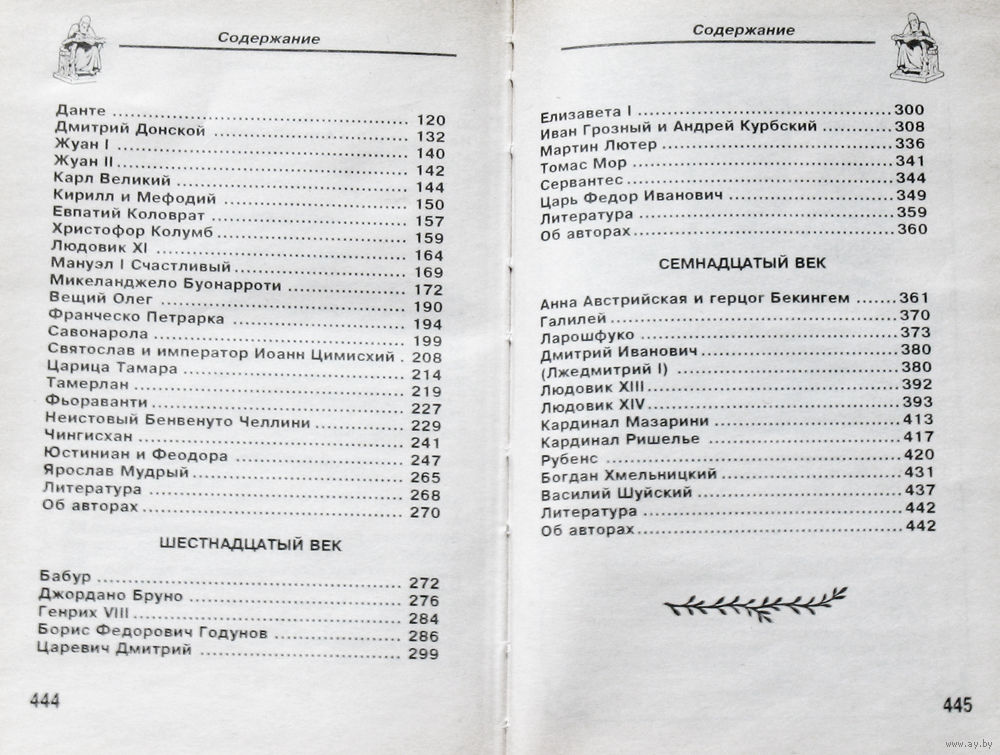 Содержание
Данте ........ 120
Дмитрий Донской ........ 132
Жуан I ........ 140
Жуан II ........ 142
Карл Великий ........ 144
Кирилл и Мефодий ........ 150
Евпатий Коловрат ........ 157
Христофор Колумб ........ 159
Людовик XI ........ 164
Мануэл I Счастливый ........ 169
Микеланджело Буонарроти ........ 172
Вещий Олег ........ 190
Франческо Петрарка ........ 194
Савонарола ........ 199
Святослав и император Иоанн Цимисхий . 208
Царица Тамара ........ 214
Тамерлан ........ 219
Фьораванти ........ 227
Неистовый Бенвенуто Челлини ........ 229
Чингисхан ........ 241
Юстиниан и Феодора ........ 247
Ярослав Мудрый ........ 265
Литература ........ 268
Об авторах ........ 270
ШЕСТНАДЦАТЫЙ ВЕК
Бабур ........ 272
Джордано Бруно ........ 276
Генрих VIII ........ 284
Борис Федорович Годунов ........ 286
Царевич Дмитрий ........ 299
444
Содержание
Елизавета I ........ 300
Иван Грозный и Андрей Курбский ........ 308
Мартин Лютер ........ 336
Томас Мор ........ 341
Сервантес ........ 344
Царь Федор Иванович ........ 349
Литература ........ 359
Об авторах ........ 360
СЕМНАДЦАТЫЙ ВЕК
Анна Австрийская и герцог Бекингем ....... 361
Галилей ........ 370
Ларошфуко ........ 373
Дмитрий Иванович ........ 380
(Лжедмитрий I) ........ 380
Людовик XIII ........ 392
Людовик XIV ........ 393
Кардинал Мазарини ........ 413
Кардинал Ришелье ........ 417
Рубенс ........ 420
Богдан Хмельницкий ........ 431
Василий Шуйский ........ 437
Литература ........ 442
Об авторах ........ 442
445
www.ay.by